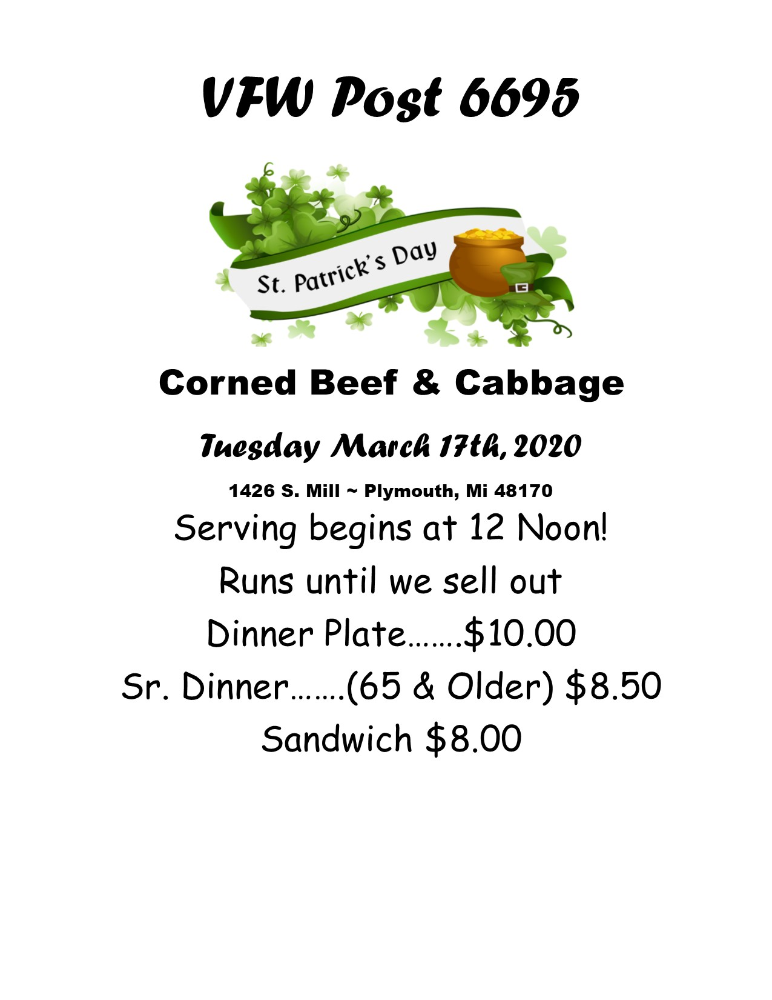 VFW Post 6695
St. Patrick's Day
Corned Beef & Cabbage
Tuesday March 17th, 2020
1426 S. Mill ~ Plymouth, Mi 48170
Serving begins at 12 Noon!
Runs until we sell out
Dinner Plate…….$10.00
Sr. Dinner…….(65 & Older) $8.50
Sandwich $8.00